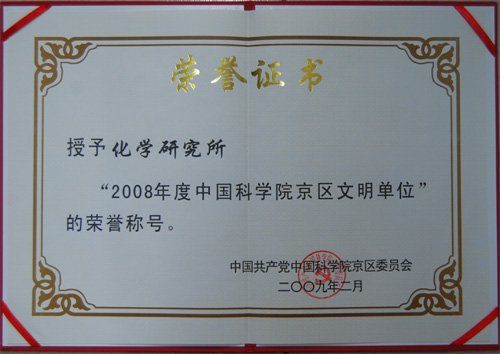 荣誉证书
授予化学研究所
“2008年度中国科学院京区文明单位”
的荣誉称号。
中国共产党中国科学院京区委员会
二〇〇九年二月